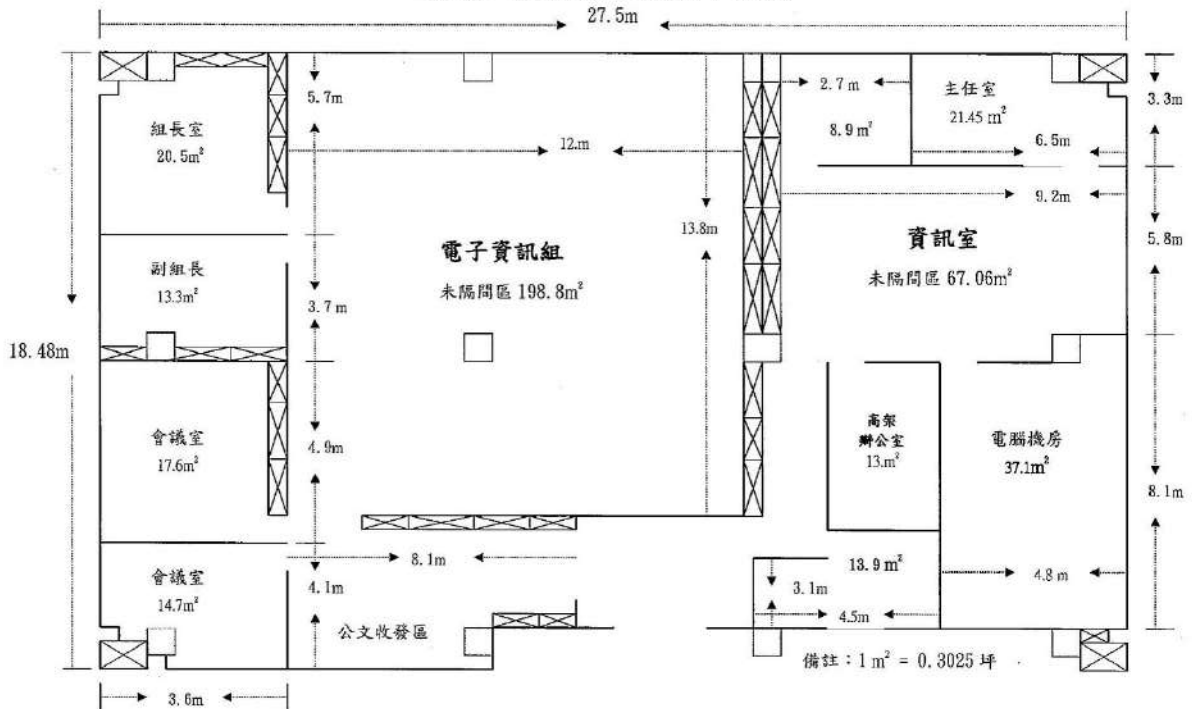 27.5m
5.7m
2.7 m
主任室
21.45 m²
3.3m
組長室
20.5m²
8.9 m²
12.m
6.5m
9.2m
13.8m
電子資訊組
未隔間區 198.8m²
資訊室
未隔間區 67.06m²
5.8m
副組長
13.3m²
3.7 m
18.48m
會議室
17.6m²
4.9m
高架
辦公室
13.m²
電腦機房
37.1m²
8.1m
8.1m
13.9 m²
4.8 m
會議室
14.7m²
4.1m
3.1m
4.5m
公文收發區
備註：1 m² = 0.3025 坪
3.6m